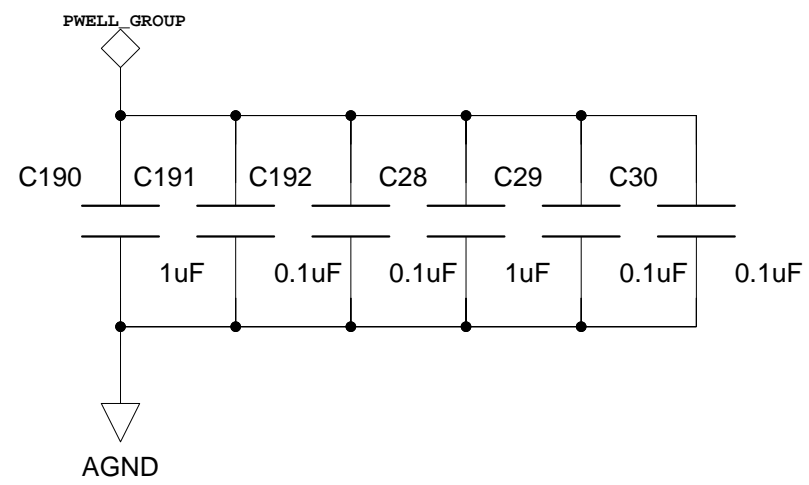 PWELL_GROUP
C190 C191 C192 C28 C29 C30
1uF 0.1uF 0.1uF 1uF 0.1uF 0.1uF
AGND